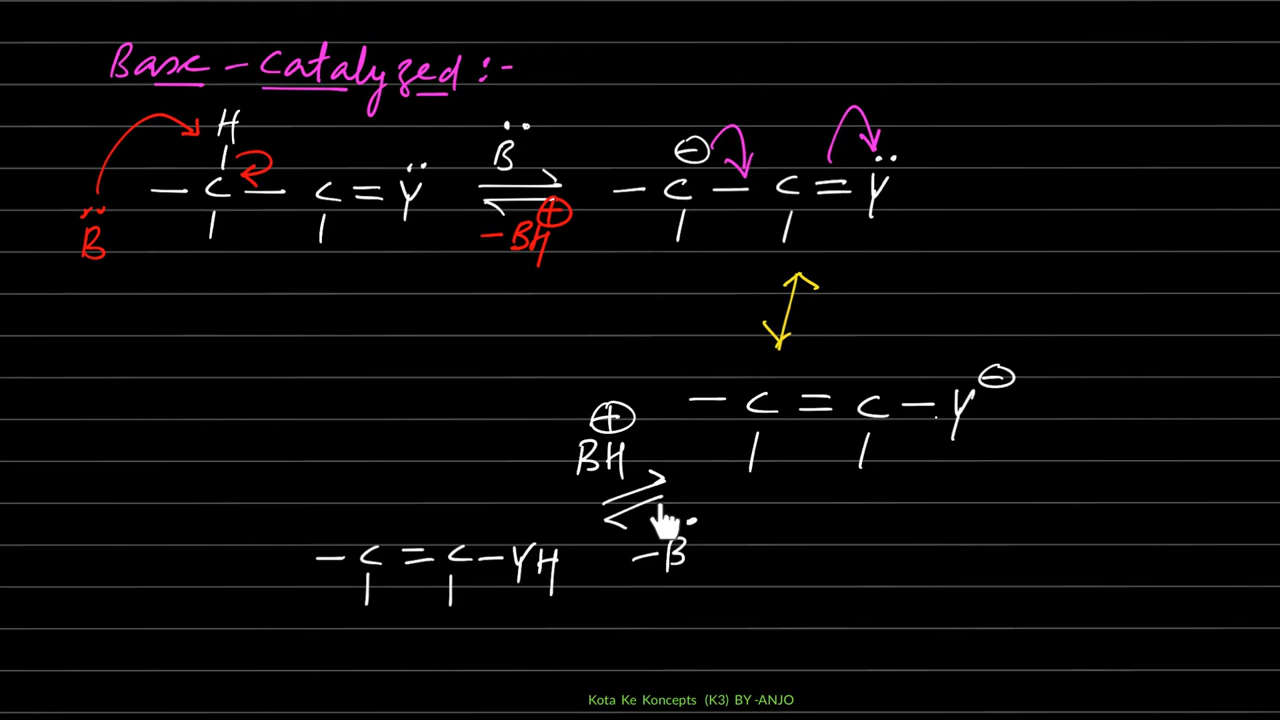 Base - Catalyzed :-
H
B̈
– C – C = Ÿ
⊖
– C – C = Ÿ
B̈
- BH ⊕
– C = C – Y ⊖
⊕
BH
– C = C – YH
- B̈
Kota Ke Koncepts (K3) BY -ANJO